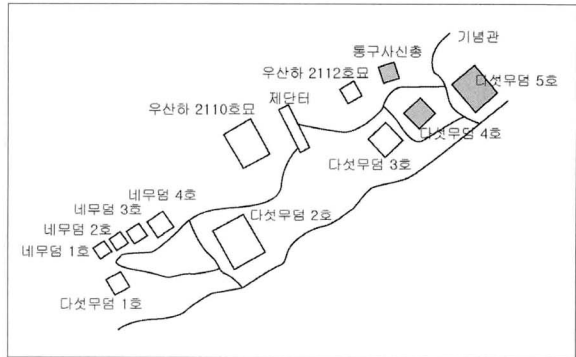 기념관
통구사신총
우산하 2112호묘
다섯무덤 5호
제단터
우산하 2110호묘
다섯무덤 4호
다섯무덤 3호
네무덤 4호
네무덤 3호
다섯무덤 2호
네무덤 2호
네무덤 1호
다섯무덤 1호